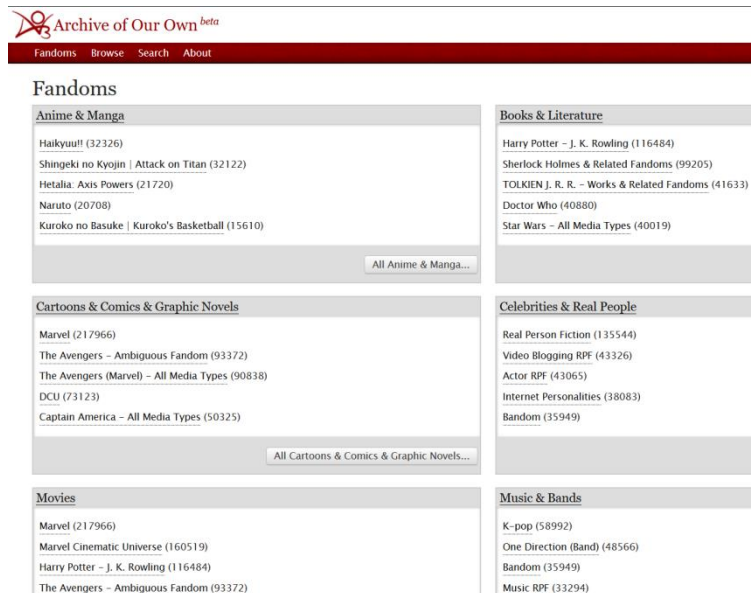 Archive of Our Own beta
Fandoms Browse Search About
Fandoms
Anime & Manga
Haikyuu!! (32326)
Shingeki no Kyojin | Attack on Titan (32122)
Hetalia: Axis Powers (21720)
Naruto (20708)
Kuroko no Basuke | Kuroko's Basketball (15610)
All Anime & Manga...
Books & Literature
Harry Potter - J. K. Rowling (116484)
Sherlock Holmes & Related Fandoms (99205)
TOLKIEN J. R. R. - Works & Related Fandoms (41633)
Doctor Who (40880)
Star Wars - All Media Types (40019)
Cartoons & Comics & Graphic Novels
Marvel (217966)
The Avengers - Ambiguous Fandom (93372)
The Avengers (Marvel) - All Media Types (90838)
DCU (73123)
Captain America - All Media Types (50325)
All Cartoons & Comics & Graphic Novels...
Celebrities & Real People
Real Person Fiction (135544)
Video Blogging RPF (43326)
Actor RPF (43065)
Internet Personalities (38083)
Bandom (35949)
Movies
Marvel (217966)
Marvel Cinematic Universe (160519)
Harry Potter - J. K. Rowling (116484)
The Avengers - Ambiguous Fandom (93372)
Music & Bands
K-pop (58992)
One Direction (Band) (48566)
Bandom (35949)
Music RPF (33294)